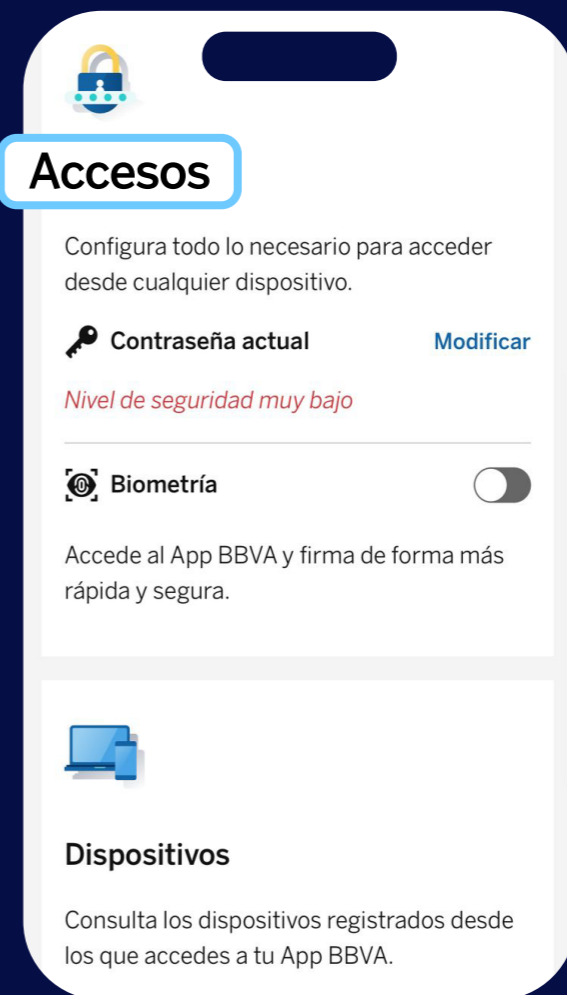 Accesos
Configura todo lo necesario para acceder
desde cualquier dispositivo.
Contraseña actual Modificar
Nivel de seguridad muy bajo
Biometría
Accede al App BBVA y firma de forma más
rápida y segura.
Dispositivos
Consulta los dispositivos registrados desde
los que accedes a tu App BBVA.